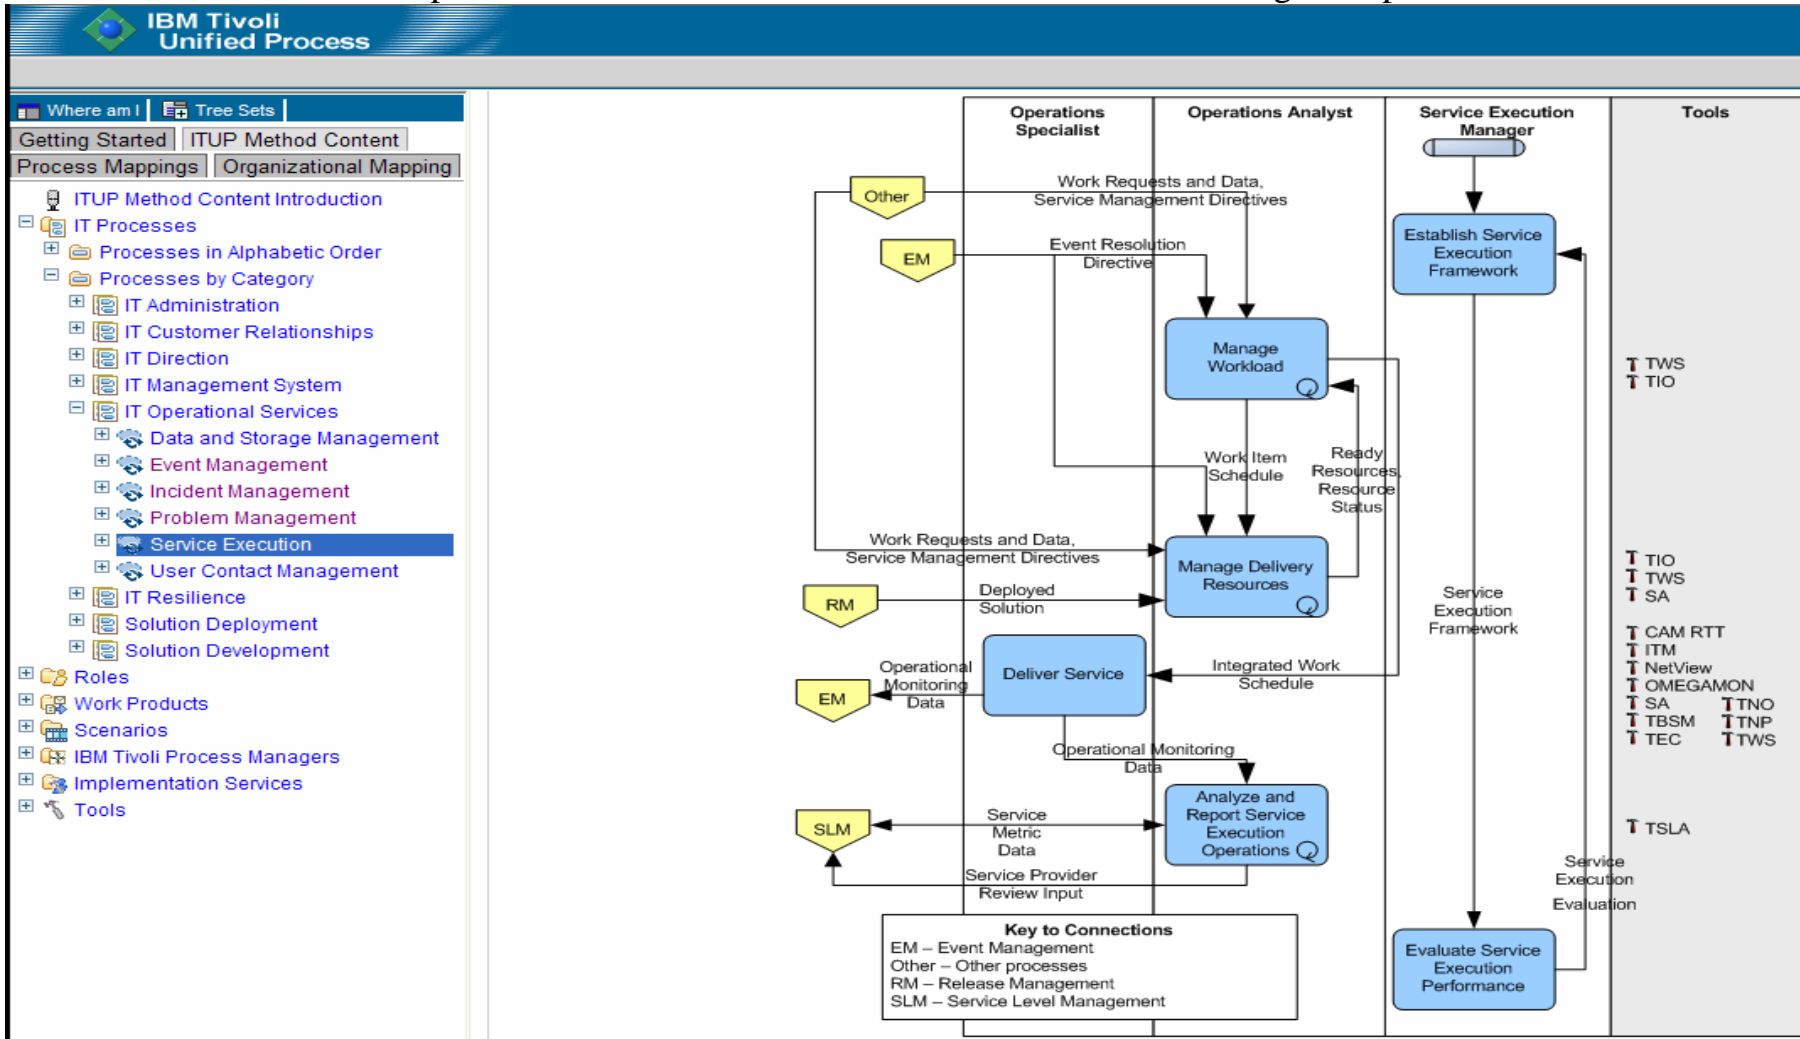 IBM Tivoli
Unified Process
Where am I
Tree Sets
Getting Started
ITUP Method Content
Process Mappings
Organizational Mapping
ITUP Method Content Introduction
IT Processes
Processes in Alphabetic Order
Processes by Category
IT Administration
IT Customer Relationships
IT Direction
IT Management System
IT Operational Services
Data and Storage Management
Event Management
Incident Management
Problem Management
Service Execution
User Contact Management
IT Resilience
Solution Deployment
Solution Development
Roles
Work Products
Scenarios
IBM Tivoli Process Managers
Implementation Services
Tools
Operations
Specialist
Operations Analyst
Service Execution
Manager
Tools
Other
Work Requests and Data,
Service Management Directives
EM
Event Resolution
Directive
Establish Service
Execution
Framework
Manage
Workload
TWS
TIO
Work Item
Schedule
Ready
Resources,
Resource
Status
Work Requests and Data,
Service Management Directives
Manage Delivery
Resources
TIO
TWS
SA
RM
Deployed
Solution
Service
Execution
Framework
Deliver Service
Integrated Work
Schedule
Operational
Monitoring
Data
EM
CAM RTT
ITM
NetView
OMEGAMON
SA
TNO
TBSM
TNP
TEC
TWS
Operational Monitoring
Data
Analyze and
Report Service
Execution
Operations
SLM
Service
Metric
Data
TSLA
Service Provider
Review Input
Service
Execution
Evaluation
Evaluate Service
Execution
Performance
Key to Connections
EM – Event Management
Other – Other processes
RM – Release Management
SLM – Service Level Management